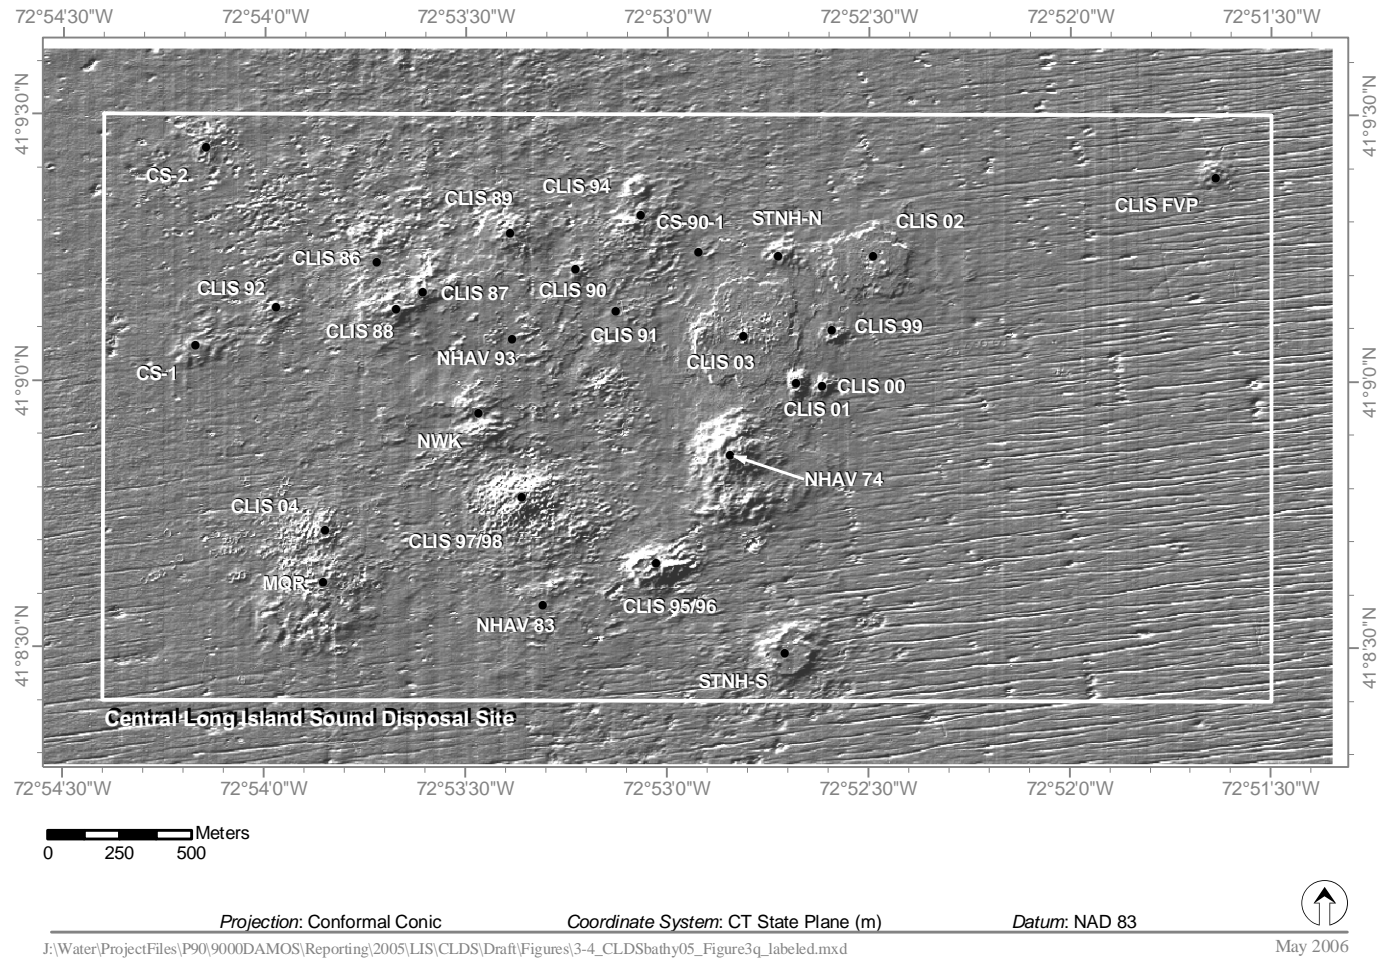 72°54'30"W 72°54'0"W 72°53'30"W 72°53'0"W 72°52'30"W 72°52'0"W 72°51'30"W
41°9'30"N
41°9'30"N
CS-2
CLIS 94
CLIS 89
CLIS FVP
STNH-N
CLIS 02
CS-90-1
CLIS 86
CLIS 92
CLIS 87
CLIS 90
CLIS 88
CLIS 91
CLIS 99
NHAV 93
CLIS 03
CS-1
41°9'0"N
41°9'0"N
CLIS 00
CLIS 01
NWK
NHAV 74
CLIS 04
CLIS 97/98
MQR
CLIS 95/96
NHAV 83
41°8'30"N
41°8'30"N
STNH-S
Central Long Island Sound Disposal Site
72°54'30"W 72°54'0"W 72°53'30"W 72°53'0"W 72°52'30"W 72°52'0"W 72°51'30"W
Meters
0 250 500
Projection: Conformal Conic Coordinate System: CT State Plane (m) Datum: NAD 83
J:\Water\ProjectFiles\P90\9000DAMOS\Reporting\2005\LIS\CLDS\Draft\Figures\3-4_CLDSbathy05_Figure3q_labeled.mxd May 2006